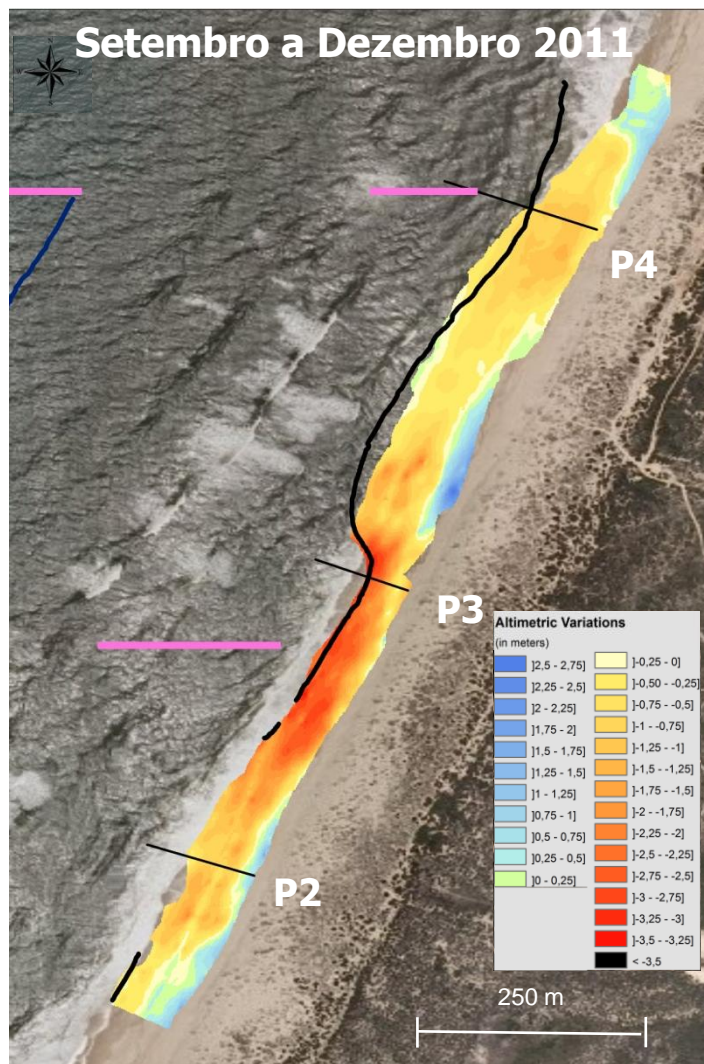 Setembro a Dezembro 2011
P4
P3
P2
Altimetric Variations
(in meters)
]2,5 - 2,75]
]2,25 - 2,5]
]2 - 2,25]
]1,75 - 2]
]1,5 - 1,75]
]1,25 - 1,5]
]1 - 1,25]
]0,75 - 1]
]0,5 - 0,75]
]0,25 - 0,5]
]0 - 0,25]
]-0,25 - 0]
]-0,50 - -0,25]
]-0,75 - -0,5]
]-1 - -0,75]
]-1,25 - -1]
]-1,5 - -1,25]
]-1,75 - -1,5]
]-2 - -1,75]
]-2,25 - -2]
]-2,5 - -2,25]
]-2,75 - -2,5]
]-3 - -2,75]
]-3,25 - -3]
]-3,5 - -3,25]
< -3,5
250 m